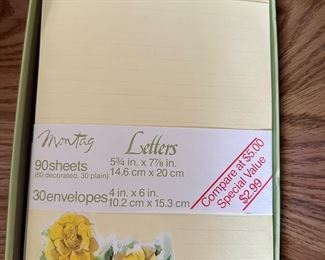 Montag
Letters
90 sheets
(60 decorated, 30 plain)
5¾ in. x 7⅞ in.
14.6 cm x 20 cm
30 envelopes
4 in. x 6 in.
10.2 cm x 15.3 cm
Compare at $5.00
Special Value
$2.99